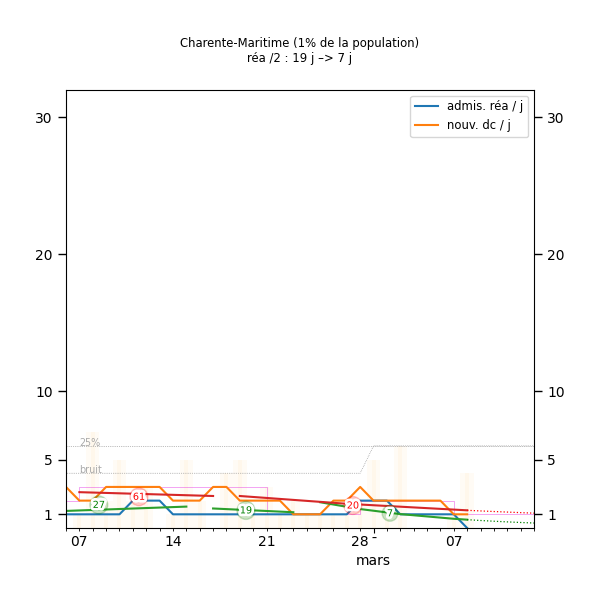 Charente-Maritime (1% de la population)
réa /2 : 19 j –> 7 j
admis. réa / j
nouv. dc / j
30 30
20 20
10 10
25%
5 5
bruit
27 61 19 20 7
1 1
07 14 21 28 07
mars